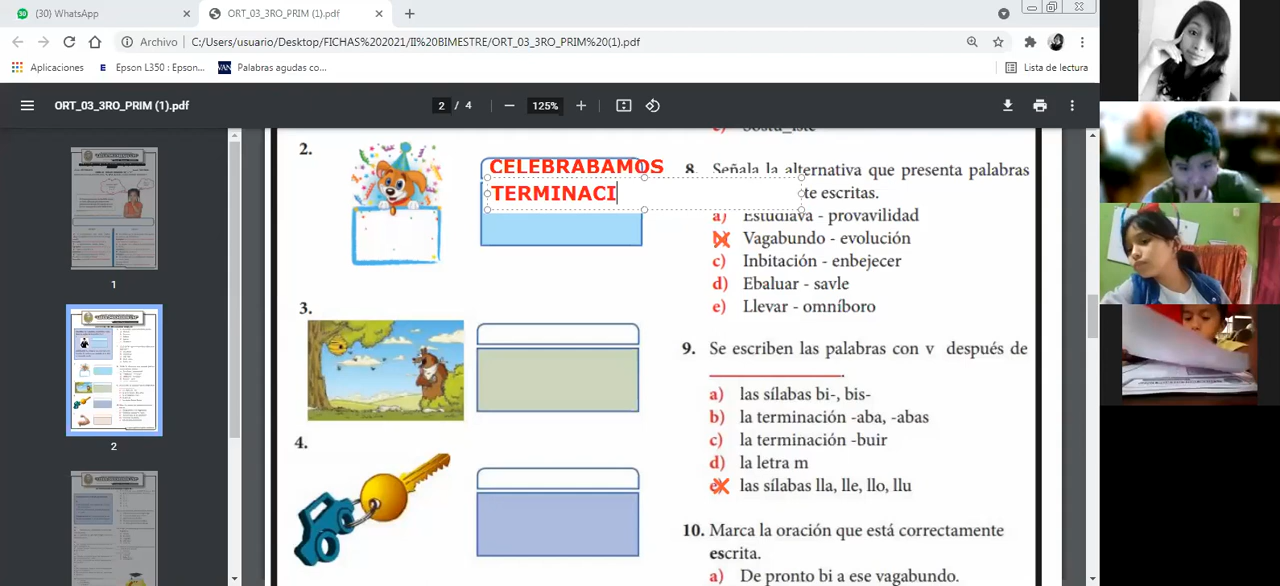 (30) WhatsApp
ORT_03_3RO_PRIM (1).pdf
Archivo
C:/Users/usuario/Desktop/FICHAS%202021/II%20BIMESTRE/ORT_03_3RO_PRIM%20(1).pdf
Aplicaciones
Epson L350 : Epson...
Palabras agudas co...
Lista de lectura
ORT_03_3RO_PRIM (1).pdf
2 / 4
125%
1
2
2.
CELEBRABAMOS
TERMINACI
3.
4.
8. Señala la alternativa que presenta palabras
te escritas.
a) Estudiava - provavilidad
Vagabundo - evolución
c) Inbitación - enbejecer
d) Ebaluar - savle
e) Llevar - omníboro
9. Se escriben las palabras con v después de
a) las sílabas bi-, bis-
b) la terminación -aba, -abas
c) la terminación -buir
d) la letra m
e) las sílabas lla, lle, llo, llu
10. Marca la oración que está correctamente
escrita.
a) De pronto bi a ese vagabundo.